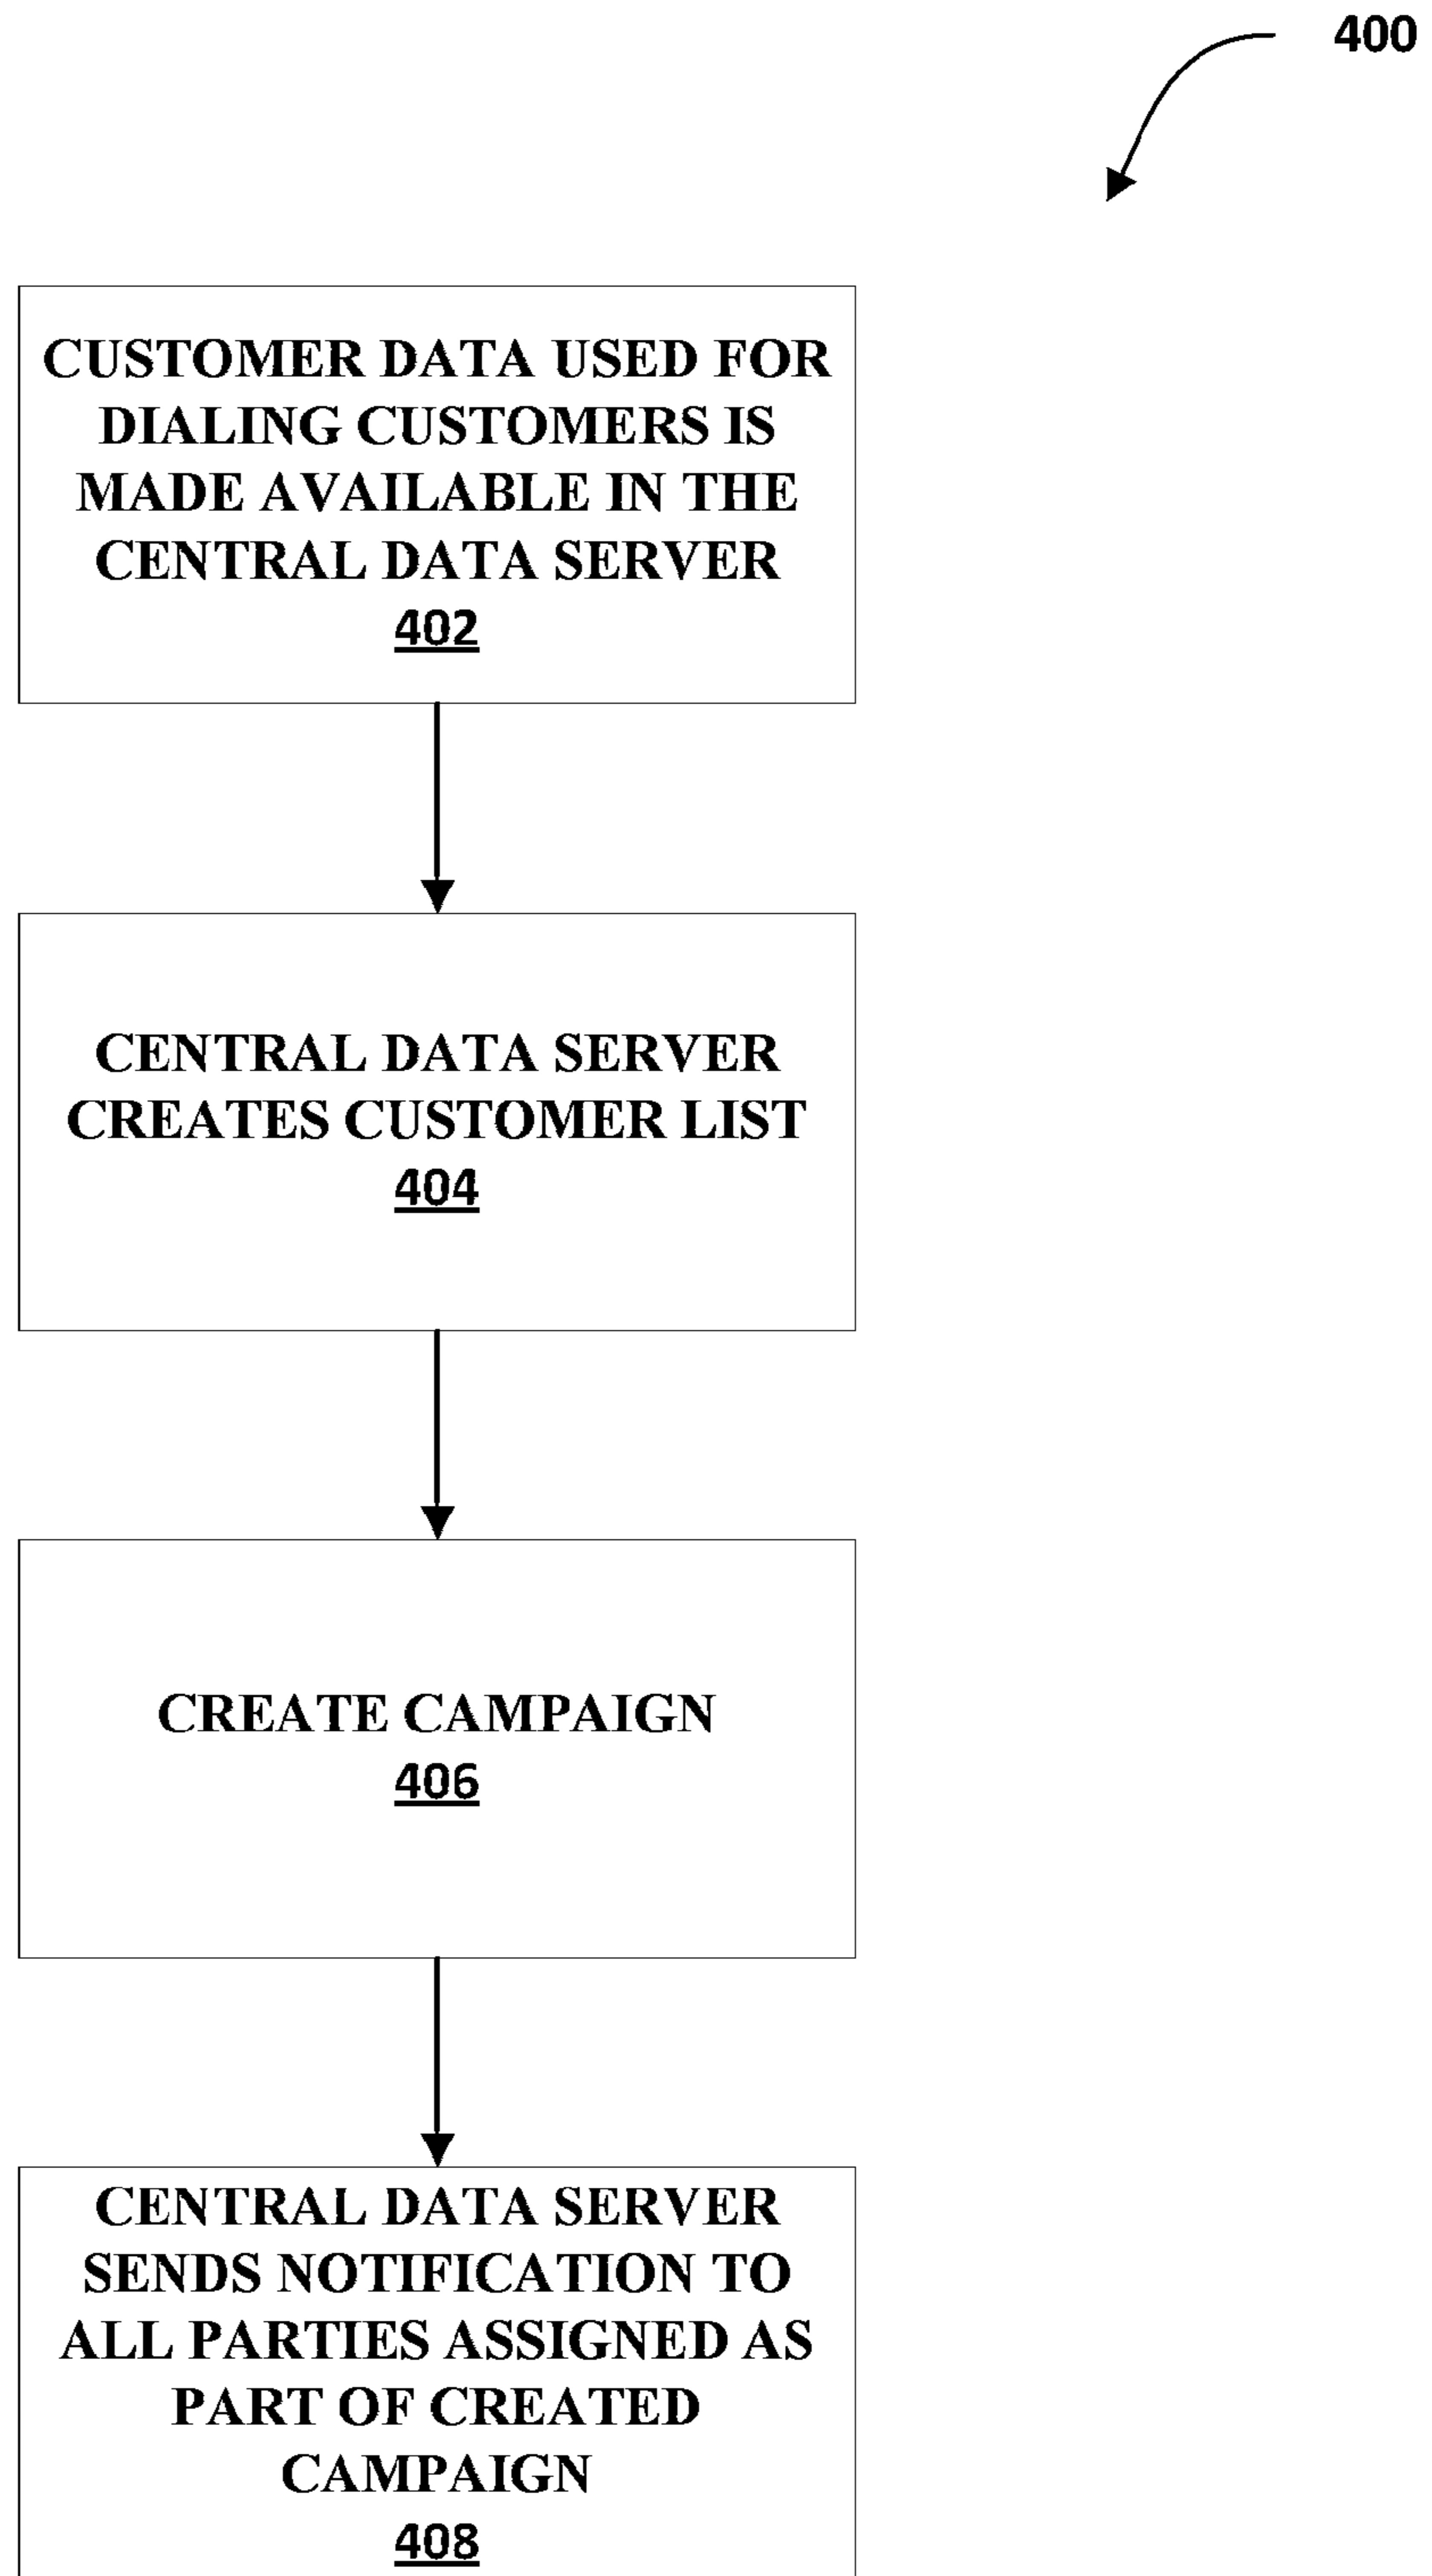 400
CUSTOMER DATA USED FOR
DIALING CUSTOMERS IS
MADE AVAILABLE IN THE
CENTRAL DATA SERVER
402
CENTRAL DATA SERVER
CREATES CUSTOMER LIST
404
CREATE CAMPAIGN
406
CENTRAL DATA SERVER
SENDS NOTIFICATION TO
ALL PARTIES ASSIGNED AS
PART OF CREATED
CAMPAIGN
408